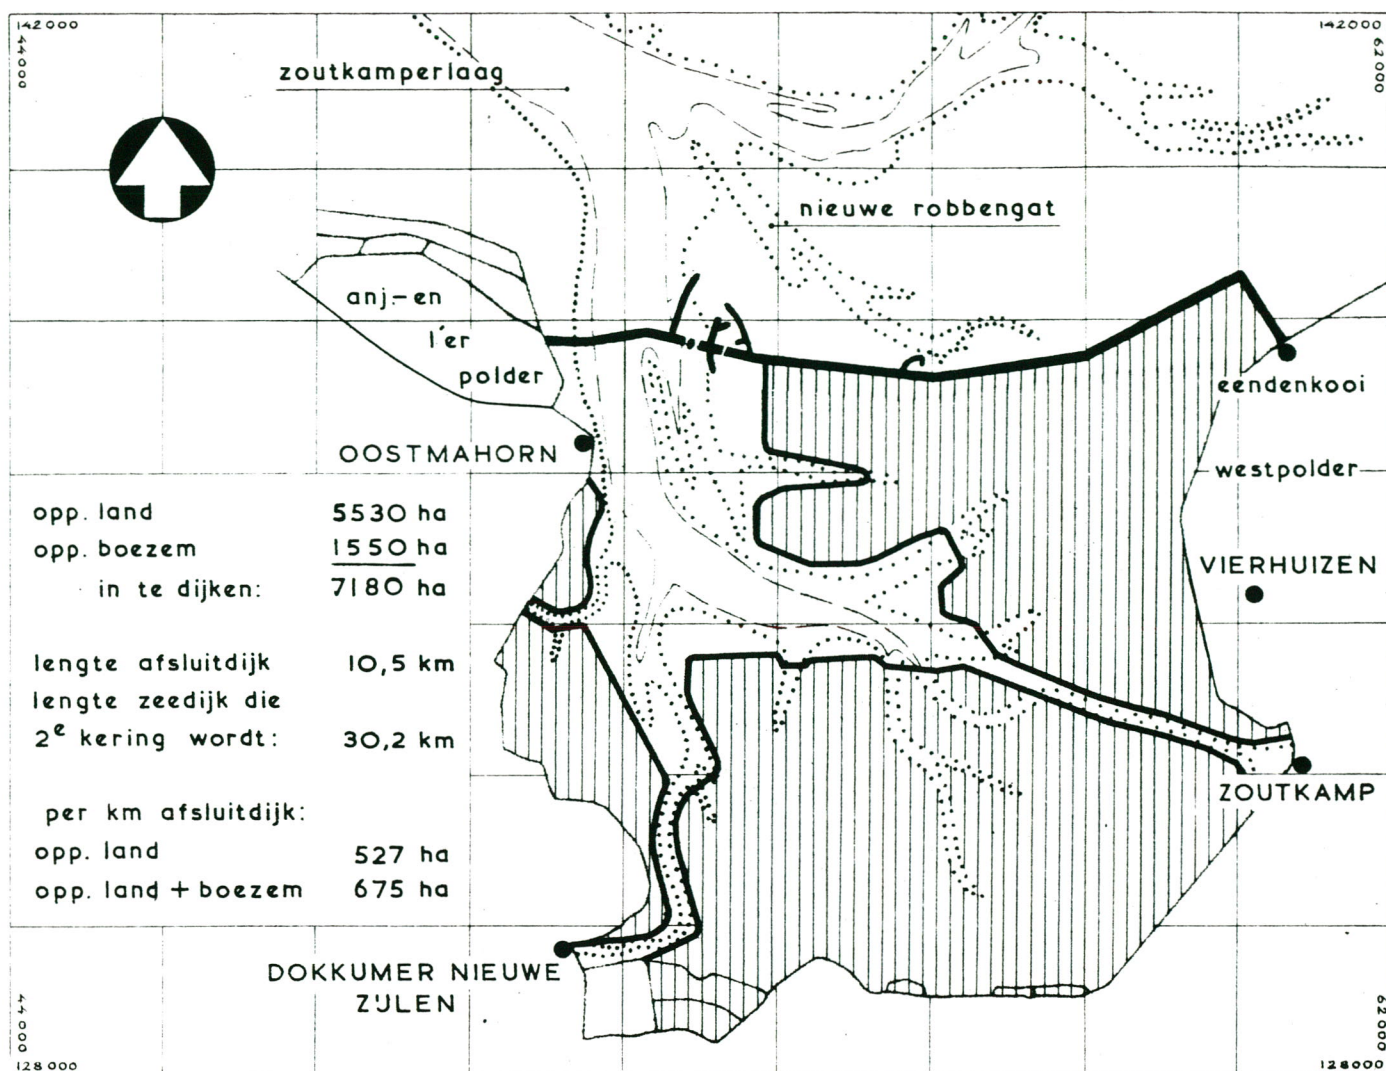 142000
44000
142000
62000
zoutkamperlaag
nieuwe robbengat
anj.-en
l'er
polder
eendenkooi
OOSTMAHORN
westpolder
opp. land 5530 ha
opp. boezem 1550 ha
in te dijken: 7180 ha
VIERHUIZEN
lengte afsluitdijk 10,5 km
lengte zeedijk die
2e kering wordt: 30,2 km
ZOUTKAMP
per km afsluitdijk:
opp. land 527 ha
opp. land + boezem 675 ha
DOKKUMER NIEUWE
ZIJLEN
44000
128000
62000
128000